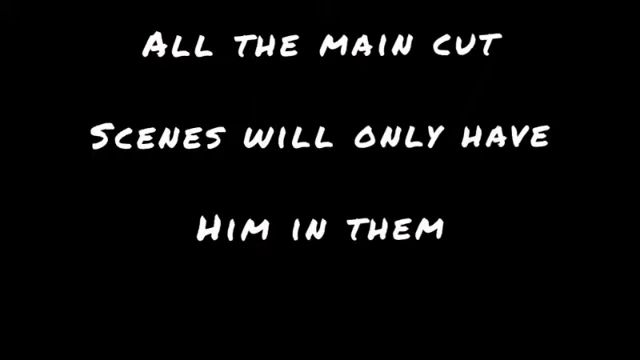 All the main cut
Scenes will only have
Him in them